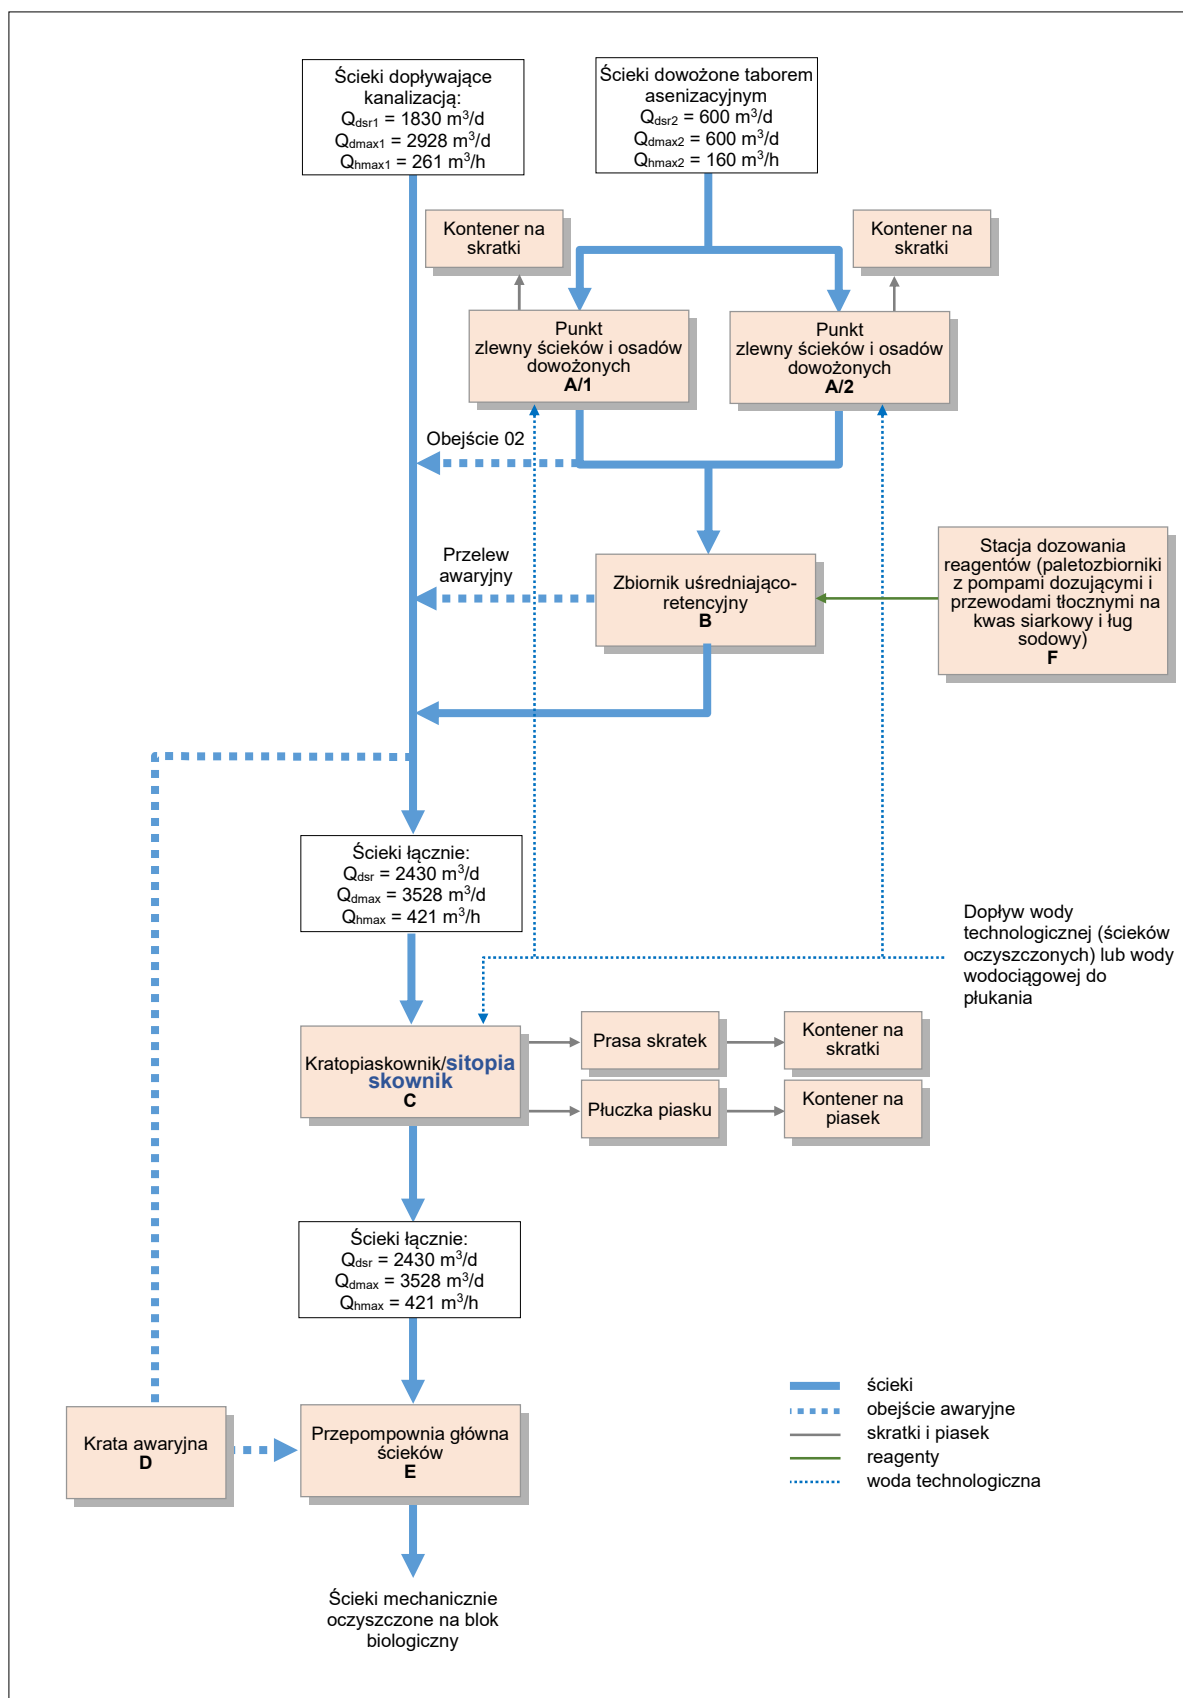 Ścieki dopływające
kanalizacją:
Qdsr1 = 1830 m³/d
Qdmax1 = 2928 m³/d
Qhmax1 = 261 m³/h
Ścieki dowożone taborem
asenizacyjnym
Qdsr2 = 600 m³/d
Qdmax2 = 600 m³/d
Qhmax2 = 160 m³/h
Kontener na
skratki
Kontener na
skratki
Punkt
zlewny ścieków i osadów
dowożonych
A/1
Punkt
zlewny ścieków i osadów
dowożonych
A/2
Obejście 02
Przelew
awaryjny
Zbiornik uśredniająco-
retencyjny
B
Stacja dozowania
reagentów (paletozbiorniki
z pompami dozującymi i
przewodami tłocznymi na
kwas siarkowy i ług
sodowy)
F
Ścieki łącznie:
Qdsr = 2430 m³/d
Qdmax = 3528 m³/d
Qhmax = 421 m³/h
Dopływ wody
technologicznej (ścieków
oczyszczonych) lub wody
wodociągowej do
płukania
Kratopiaskownik/sitopia
skownik
C
Prasa skratek
Kontener na
skratki
Płuczka piasku
Kontener na
piasek
Ścieki łącznie:
Qdsr = 2430 m³/d
Qdmax = 3528 m³/d
Qhmax = 421 m³/h
Krata awaryjna
D
Przepompownia główna
ścieków
E
ścieki
obejście awaryjne
skratki i piasek
reagenty
woda technologiczna
Ścieki mechanicznie
oczyszczone na blok
biologiczny